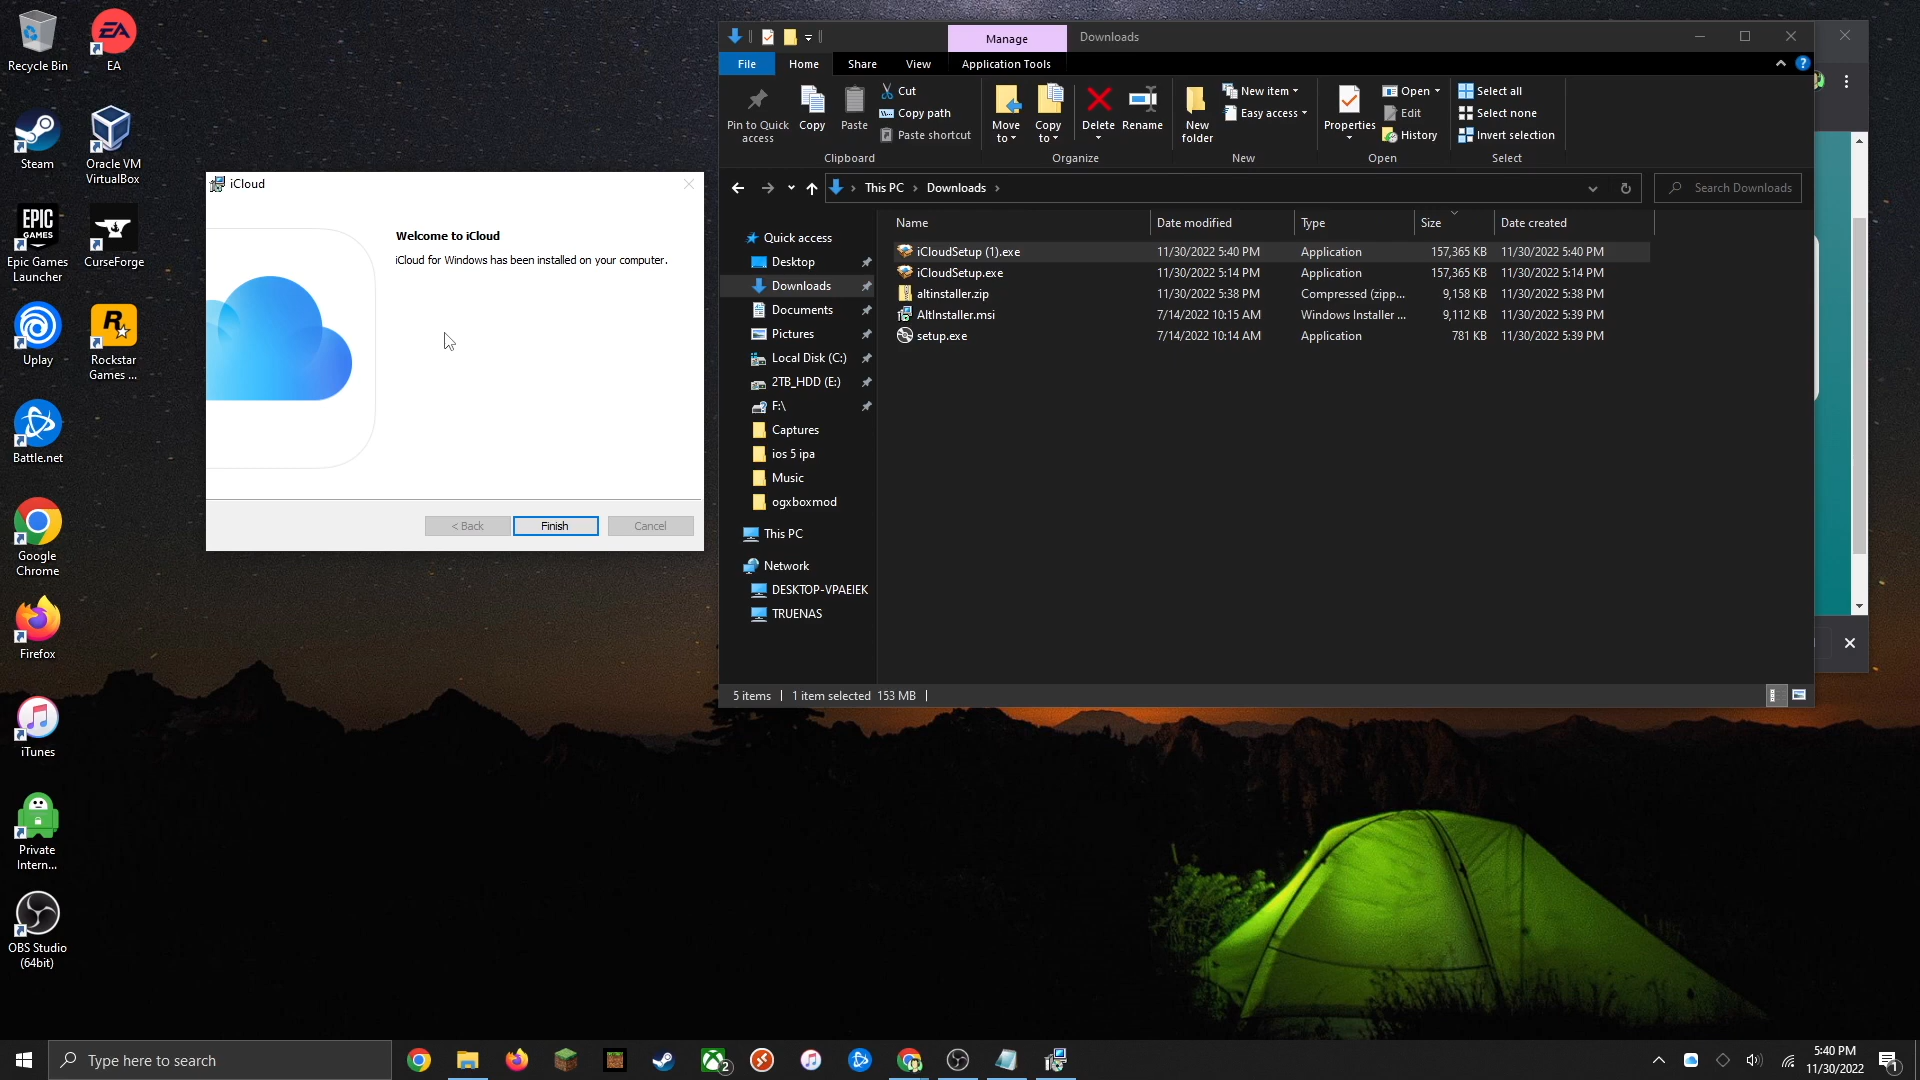 Recycle Bin
EA
Steam
Oracle VM
VirtualBox
EPIC
GAMES
Epic Games
Launcher
CurseForge
Uplay
Rockstar
Games ...
Battle.net
Google
Chrome
Firefox
iTunes
Private
Intern...
OBS Studio
(64bit)
iCloud
Welcome to iCloud
iCloud for Windows has been installed on your computer.
< Back
Finish
Cancel
Manage
Downloads
File
Home
Share
View
Application Tools
Pin to Quick
access
Copy
Paste
Cut
Copy path
Paste shortcut
Clipboard
Move
to
Copy
to
Delete
Rename
Organize
New
folder
New item
Easy access
New
Properties
Open
Edit
History
Open
Select all
Select none
Invert selection
Select
This PC
Downloads
Search Downloads
Name
Date modified
Type
Size
Date created
iCloudSetup (1).exe 11/30/2022 5:40 PM Application 157,365 KB 11/30/2022 5:40 PM
iCloudSetup.exe 11/30/2022 5:14 PM Application 157,365 KB 11/30/2022 5:14 PM
altinstaller.zip 11/30/2022 5:38 PM Compressed (zipp... 9,158 KB 11/30/2022 5:38 PM
AltInstaller.msi 7/14/2022 10:15 AM Windows Installer ... 9,112 KB 11/30/2022 5:39 PM
setup.exe 7/14/2022 10:14 AM Application 781 KB 11/30/2022 5:39 PM
Quick access
Desktop
Downloads
Documents
Pictures
Local Disk (C:)
2TB_HDD (E:)
F:\
Captures
ios 5 ipa
Music
ogxboxmod
This PC
Network
DESKTOP-VPAEIEK
TRUENAS
5 items
1 item selected 153 MB
Type here to search
2
5:40 PM
11/30/2022
1